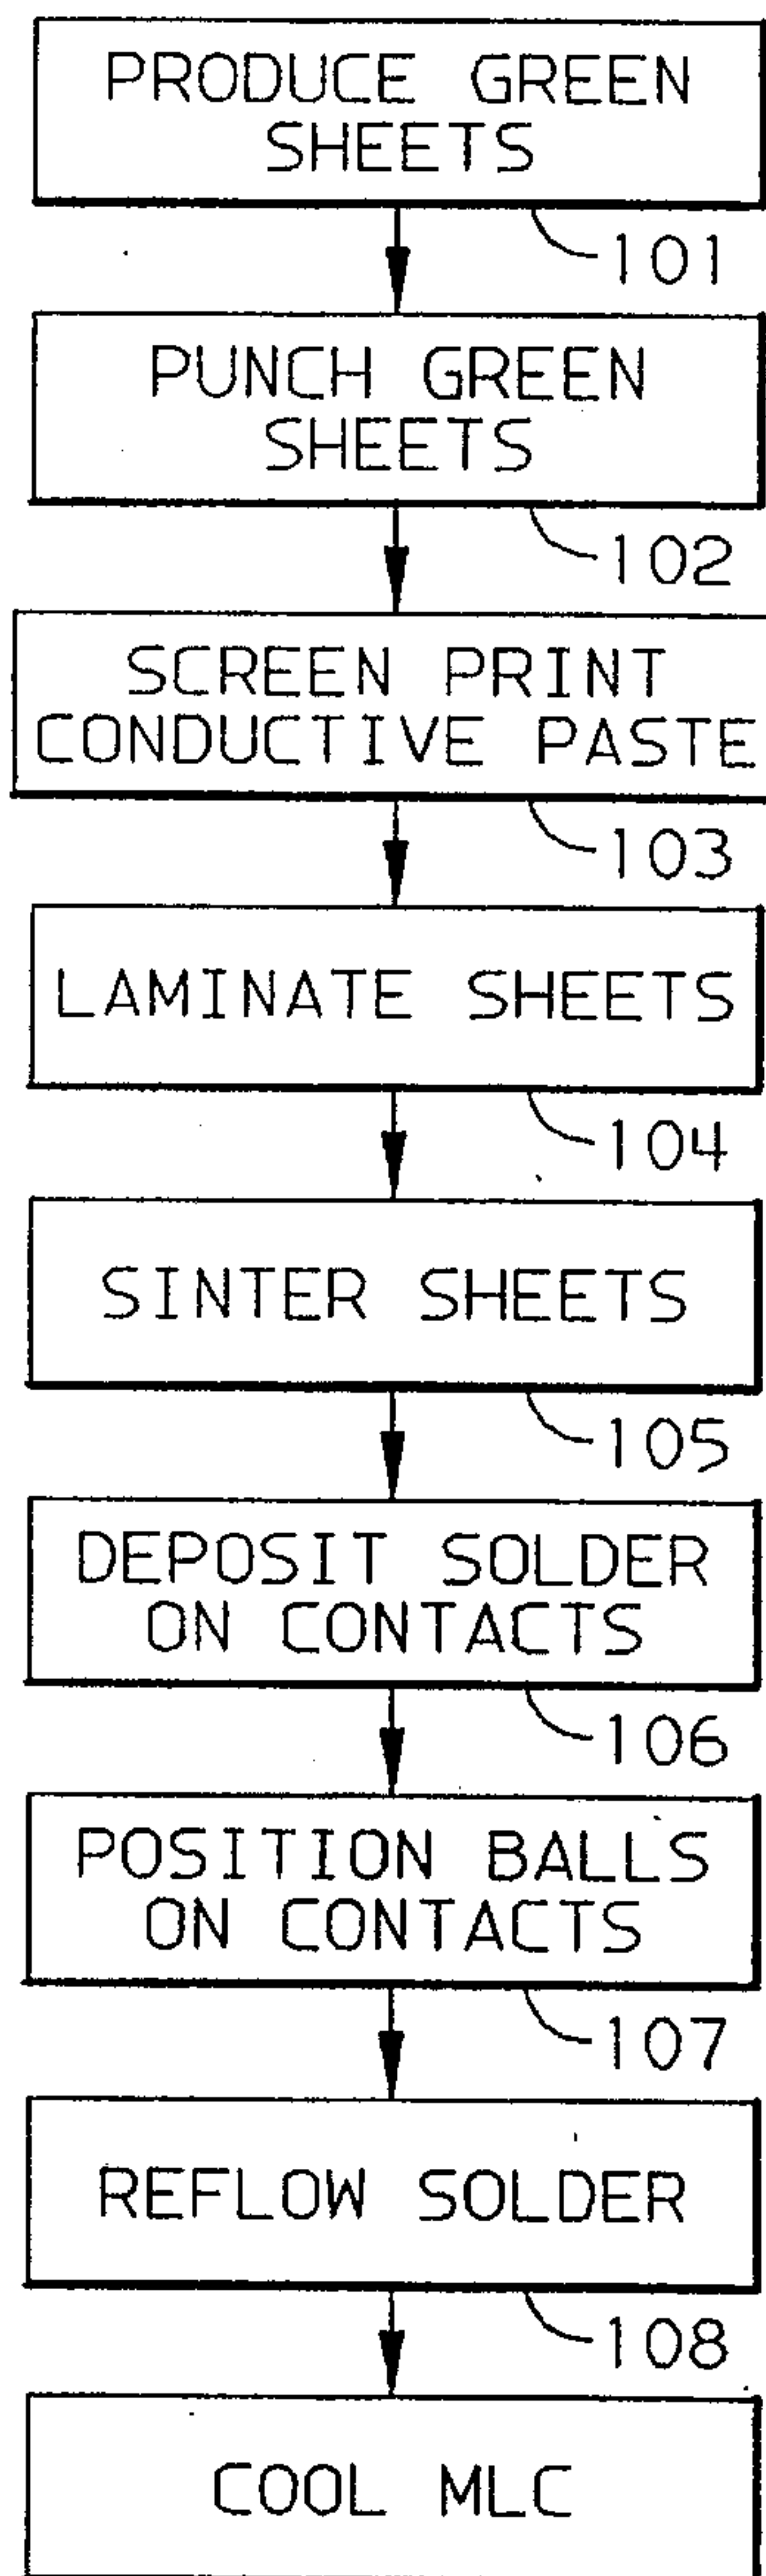 PRODUCE GREEN
SHEETS
101
PUNCH GREEN
SHEETS
102
SCREEN PRINT
CONDUCTIVE PASTE
103
LAMINATE SHEETS
104
SINTER SHEETS
105
DEPOSIT SOLDER
ON CONTACTS
106
POSITION BALLS
ON CONTACTS
107
REFLOW SOLDER
108
COOL MLC